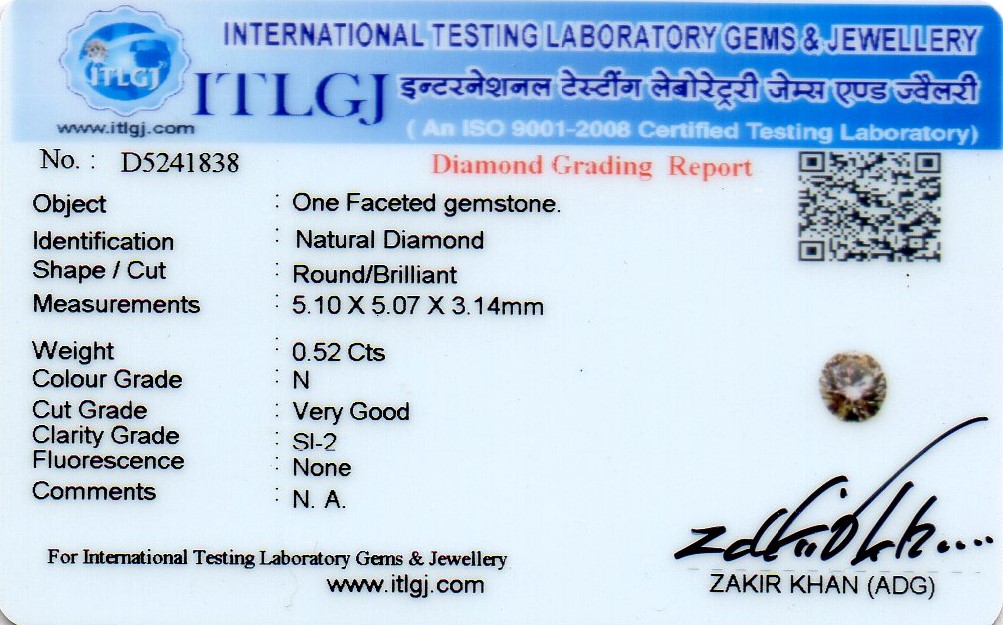 INTERNATIONAL TESTING LABORATORY GEMS & JEWELLERY
ITLGJ
ITLGJ
इन्टरनेशनल टेस्टींग लेबोरेट्ररी जेम्स एण्ड ज्वैलरी
www.itlgj.com
( An ISO 9001-2008 Certified Testing Laboratory)
No. : D5241838
Diamond Grading Report
Object : One Faceted gemstone.
Identification : Natural Diamond
Shape / Cut : Round/Brilliant
Measurements : 5.10 X 5.07 X 3.14mm
Weight : 0.52 Cts
Colour Grade : N
Cut Grade : Very Good
Clarity Grade : SI-2
Fluorescence : None
Comments : N. A.
For International Testing Laboratory Gems & Jewellery
www.itlgj.com
ZAKIR KHAN (ADG)